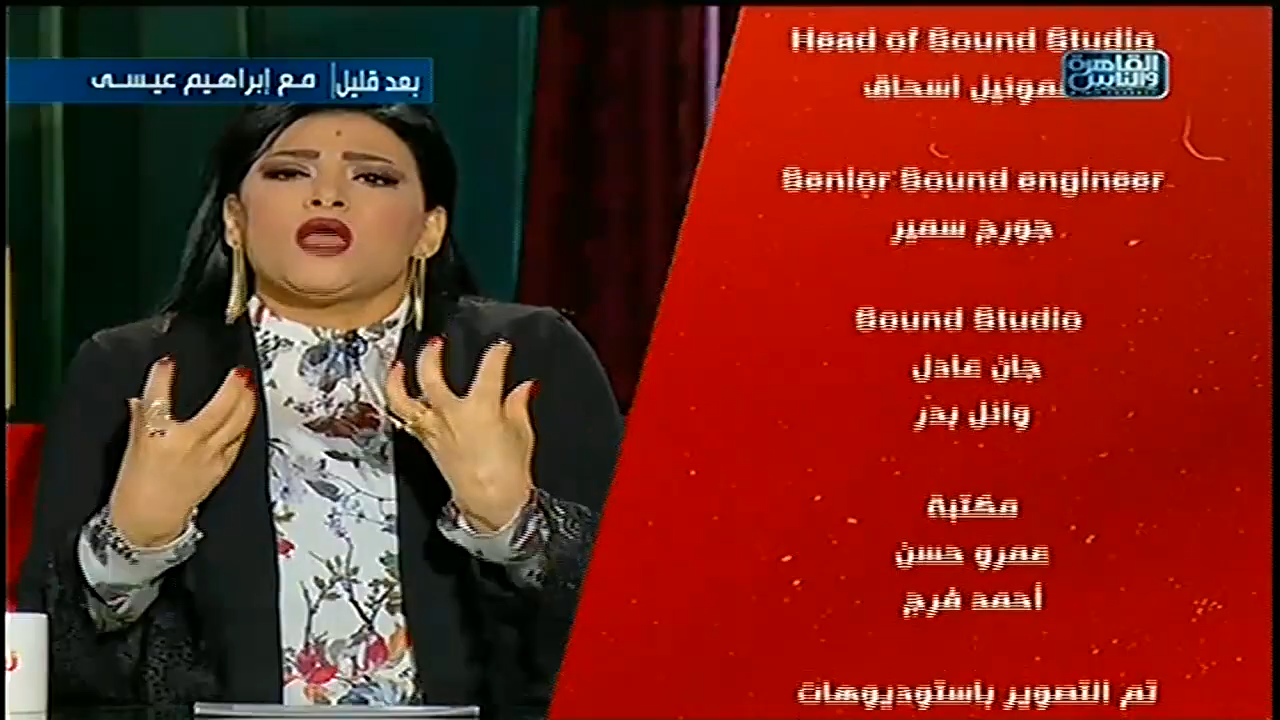 Head of Sound Studio
القاهرة
والناس
اسحاق
بعد قليل مع إبراهيم عيسى
Senior Sound engineer
جورج سمير
Sound Studio
جان عادل
وائل بدر
مكتبة
عمرو حسن
أحمد فرج
تم التصوير باستوديوهات